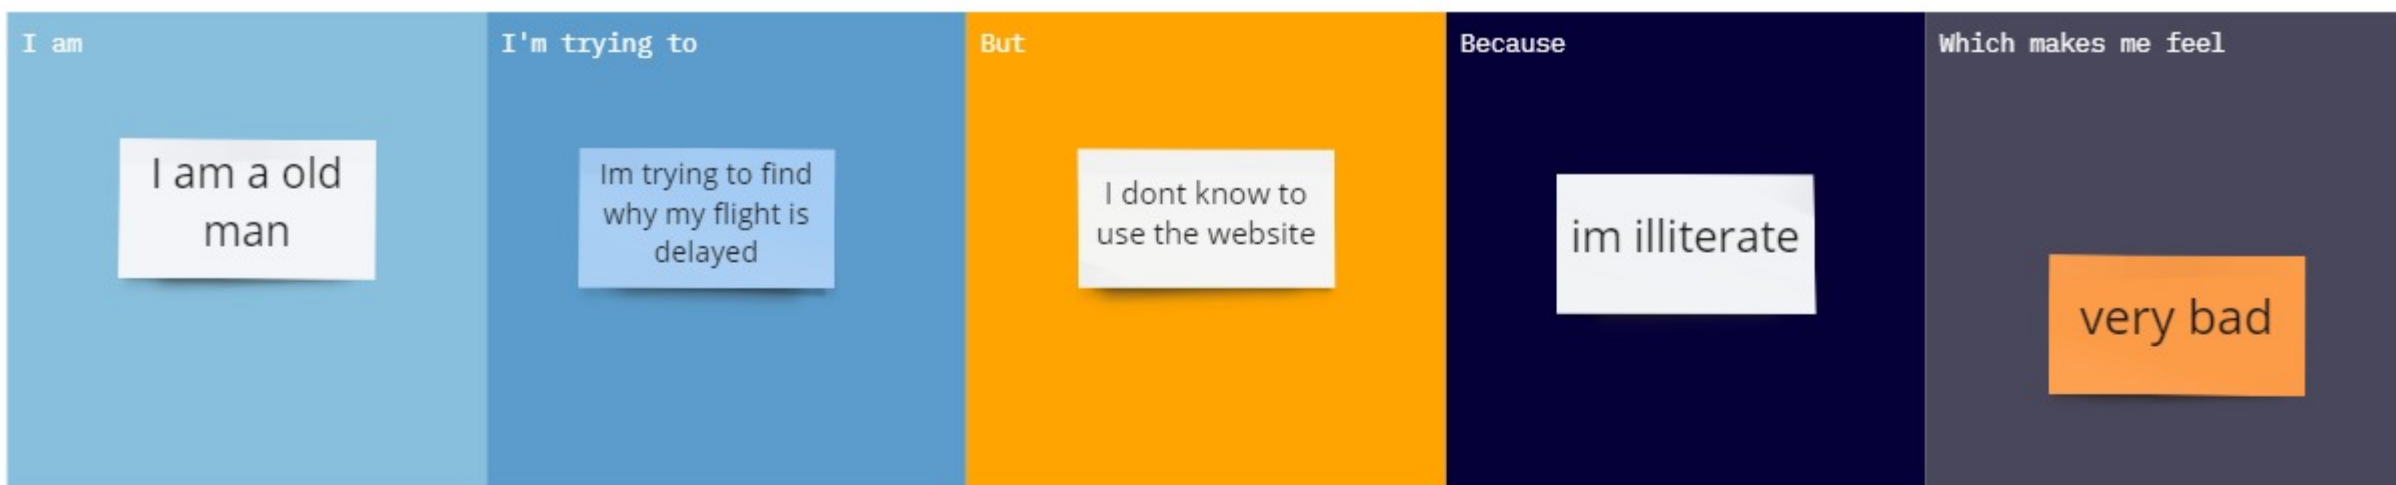 I am
I am a old
man
I'm trying to
Im trying to find
why my flight is
delayed
But
I dont know to
use the website
Because
im illiterate
Which makes me feel
very bad